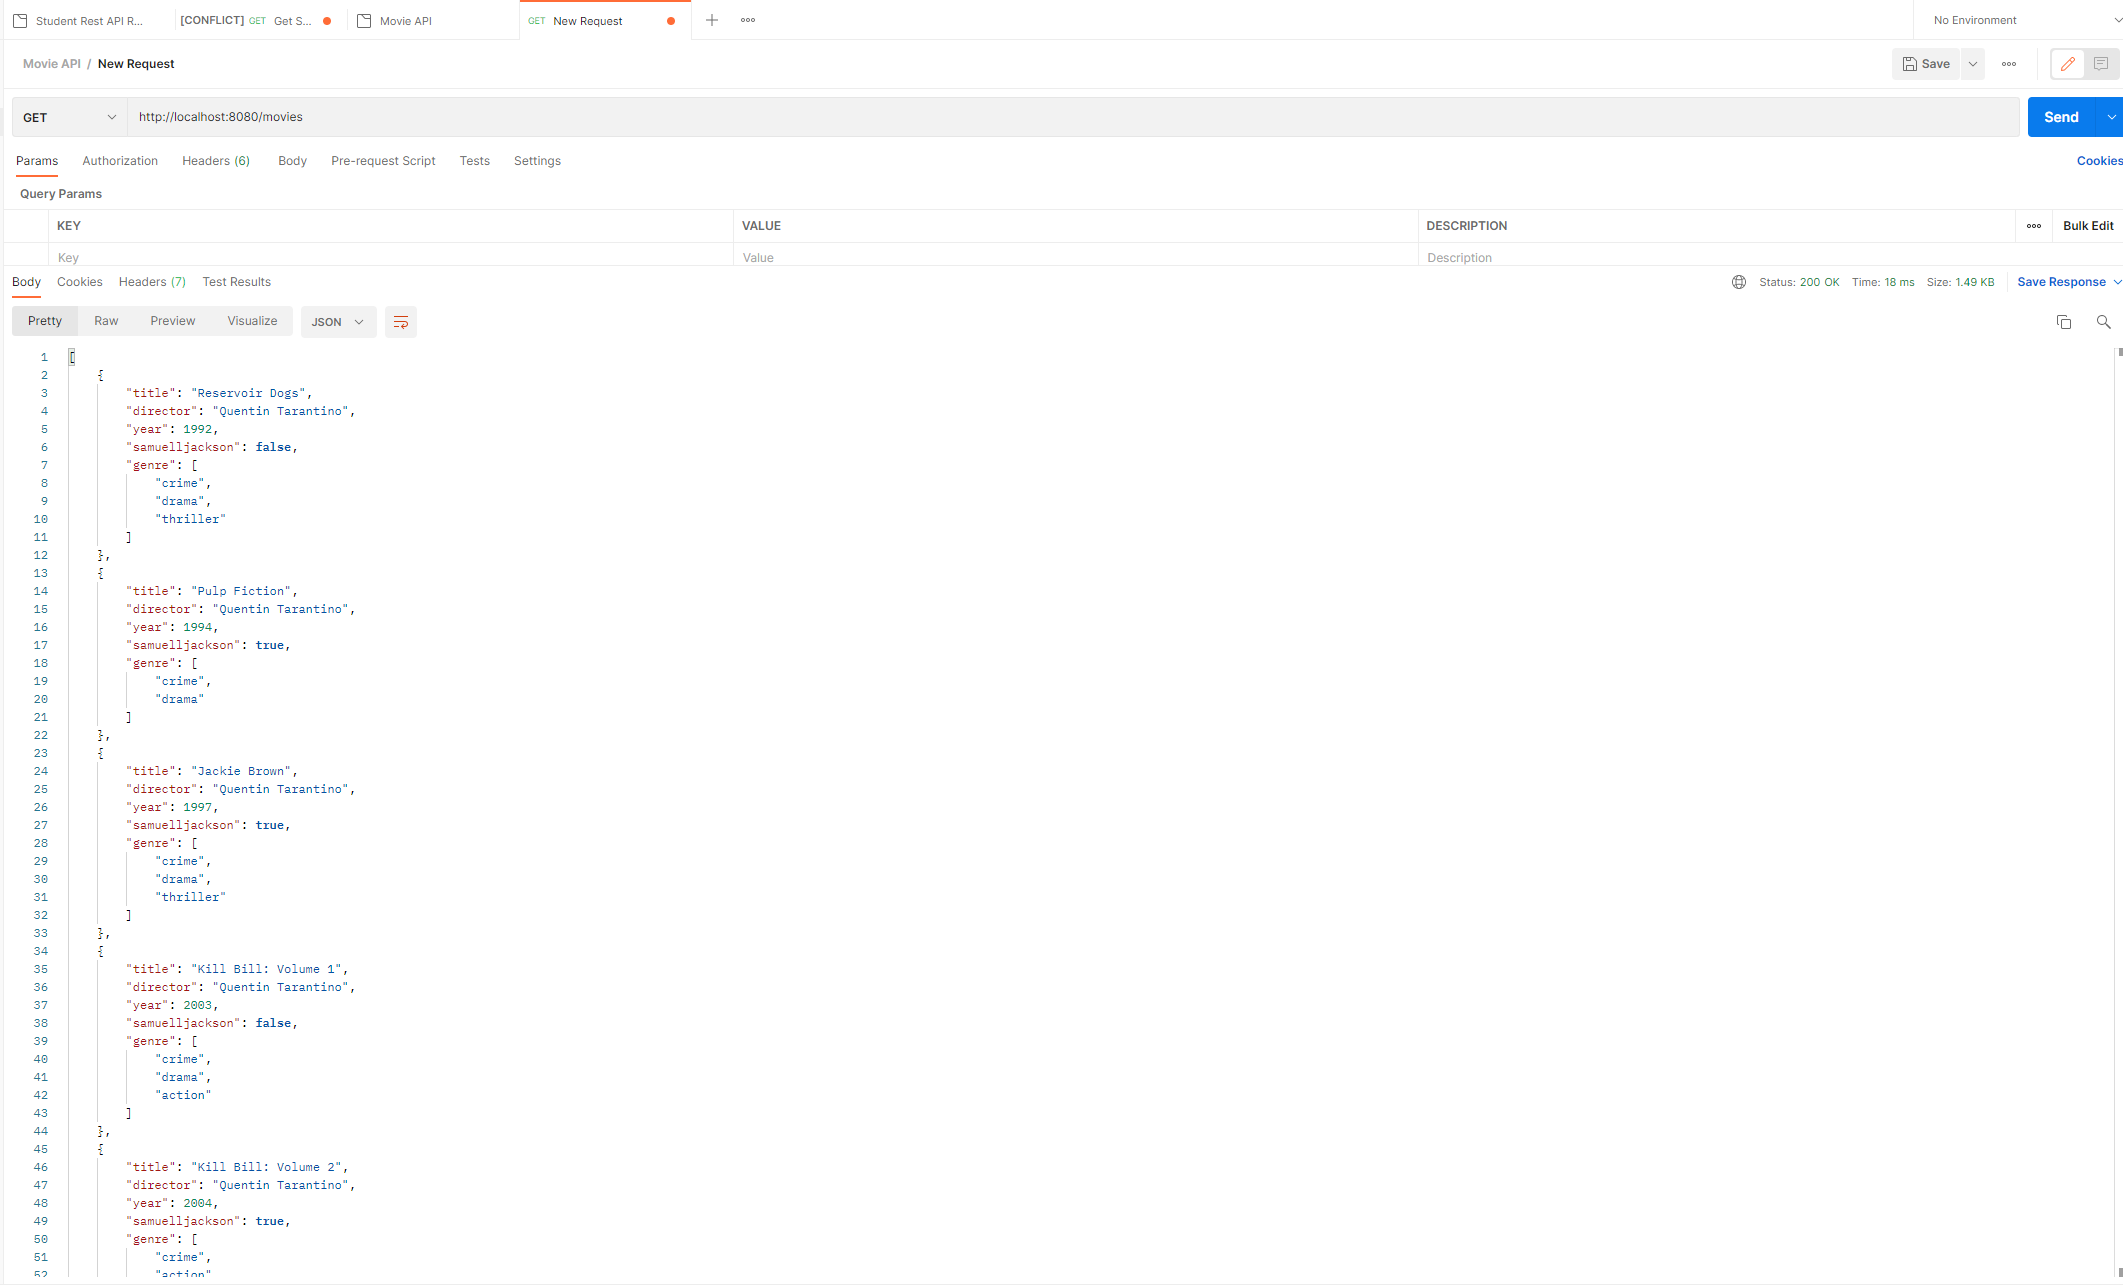 Student Rest API R...
[CONFLICT] GET Get S...
Movie API
GET New Request
No Environment
Movie API / New Request
Save
GET
http://localhost:8080/movies
Send
Params Authorization Headers (6) Body Pre-request Script Tests Settings
Cookies
Query Params
KEY VALUE DESCRIPTION Bulk Edit
Key Value Description
Body Cookies Headers (7) Test Results
Status: 200 OK Time: 18 ms Size: 1.49 KB Save Response
Pretty Raw Preview Visualize JSON
1 [
2 {
3 "title": "Reservoir Dogs",
4 "director": "Quentin Tarantino",
5 "year": 1992,
6 "samuelljackson": false,
7 "genre": [
8 "crime",
9 "drama",
10 "thriller"
11 ]
12 },
13 {
14 "title": "Pulp Fiction",
15 "director": "Quentin Tarantino",
16 "year": 1994,
17 "samuelljackson": true,
18 "genre": [
19 "crime",
20 "drama"
21 ]
22 },
23 {
24 "title": "Jackie Brown",
25 "director": "Quentin Tarantino",
26 "year": 1997,
27 "samuelljackson": true,
28 "genre": [
29 "crime",
30 "drama",
31 "thriller"
32 ]
33 },
34 {
35 "title": "Kill Bill: Volume 1",
36 "director": "Quentin Tarantino",
37 "year": 2003,
38 "samuelljackson": false,
39 "genre": [
40 "crime",
41 "drama",
42 "action"
43 ]
44 },
45 {
46 "title": "Kill Bill: Volume 2",
47 "director": "Quentin Tarantino",
48 "year": 2004,
49 "samuelljackson": true,
50 "genre": [
51 "crime",
52 "action"